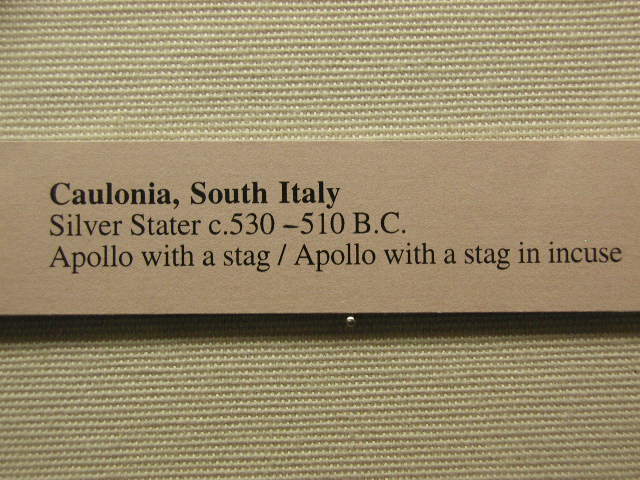 Caulonia, South Italy
Silver Stater c.530 –510 B.C.
Apollo with a stag / Apollo with a stag in incuse